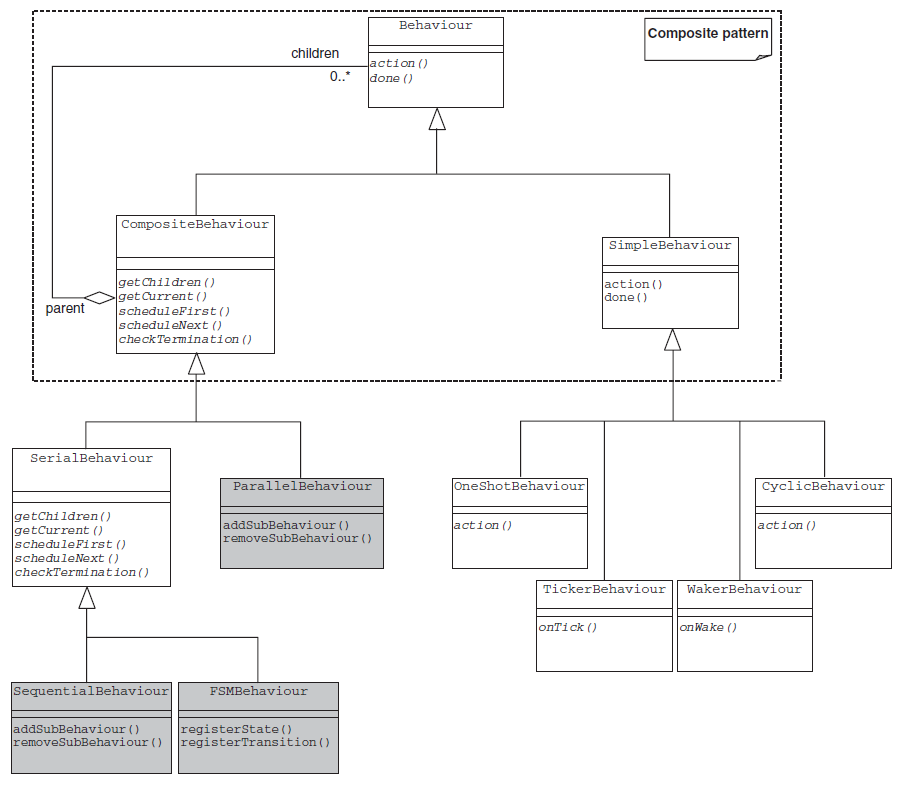 Behaviour
action()
done()
Composite pattern
children
0..*
CompositeBehaviour
getChildren()
getCurrent()
scheduleFirst()
scheduleNext()
checkTermination()
parent
SimpleBehaviour
action()
done()
SerialBehaviour
getChildren()
getCurrent()
scheduleFirst()
scheduleNext()
checkTermination()
ParallelBehaviour
addSubBehaviour()
removeSubBehaviour()
OneShotBehaviour
action()
CyclicBehaviour
action()
TickerBehaviour
onTick()
WakerBehaviour
onWake()
SequentialBehaviour
addSubBehaviour()
removeSubBehaviour()
FSMBehaviour
registerState()
registerTransition()